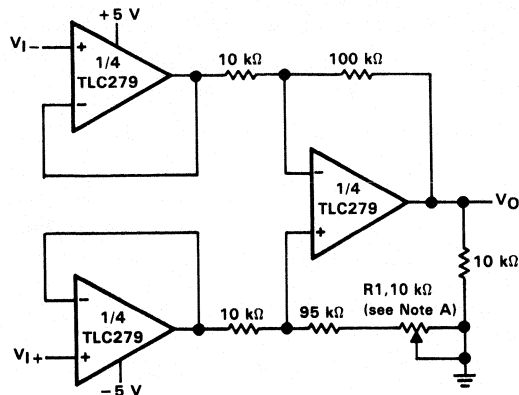 +5 V
VI−
+
1/4
TLC279
−
10 kΩ
100 kΩ
−
1/4
TLC279
+
VO
10 kΩ
−
1/4
TLC279
+
VI+
−5 V
10 kΩ
95 kΩ
R1,10 kΩ
(see Note A)